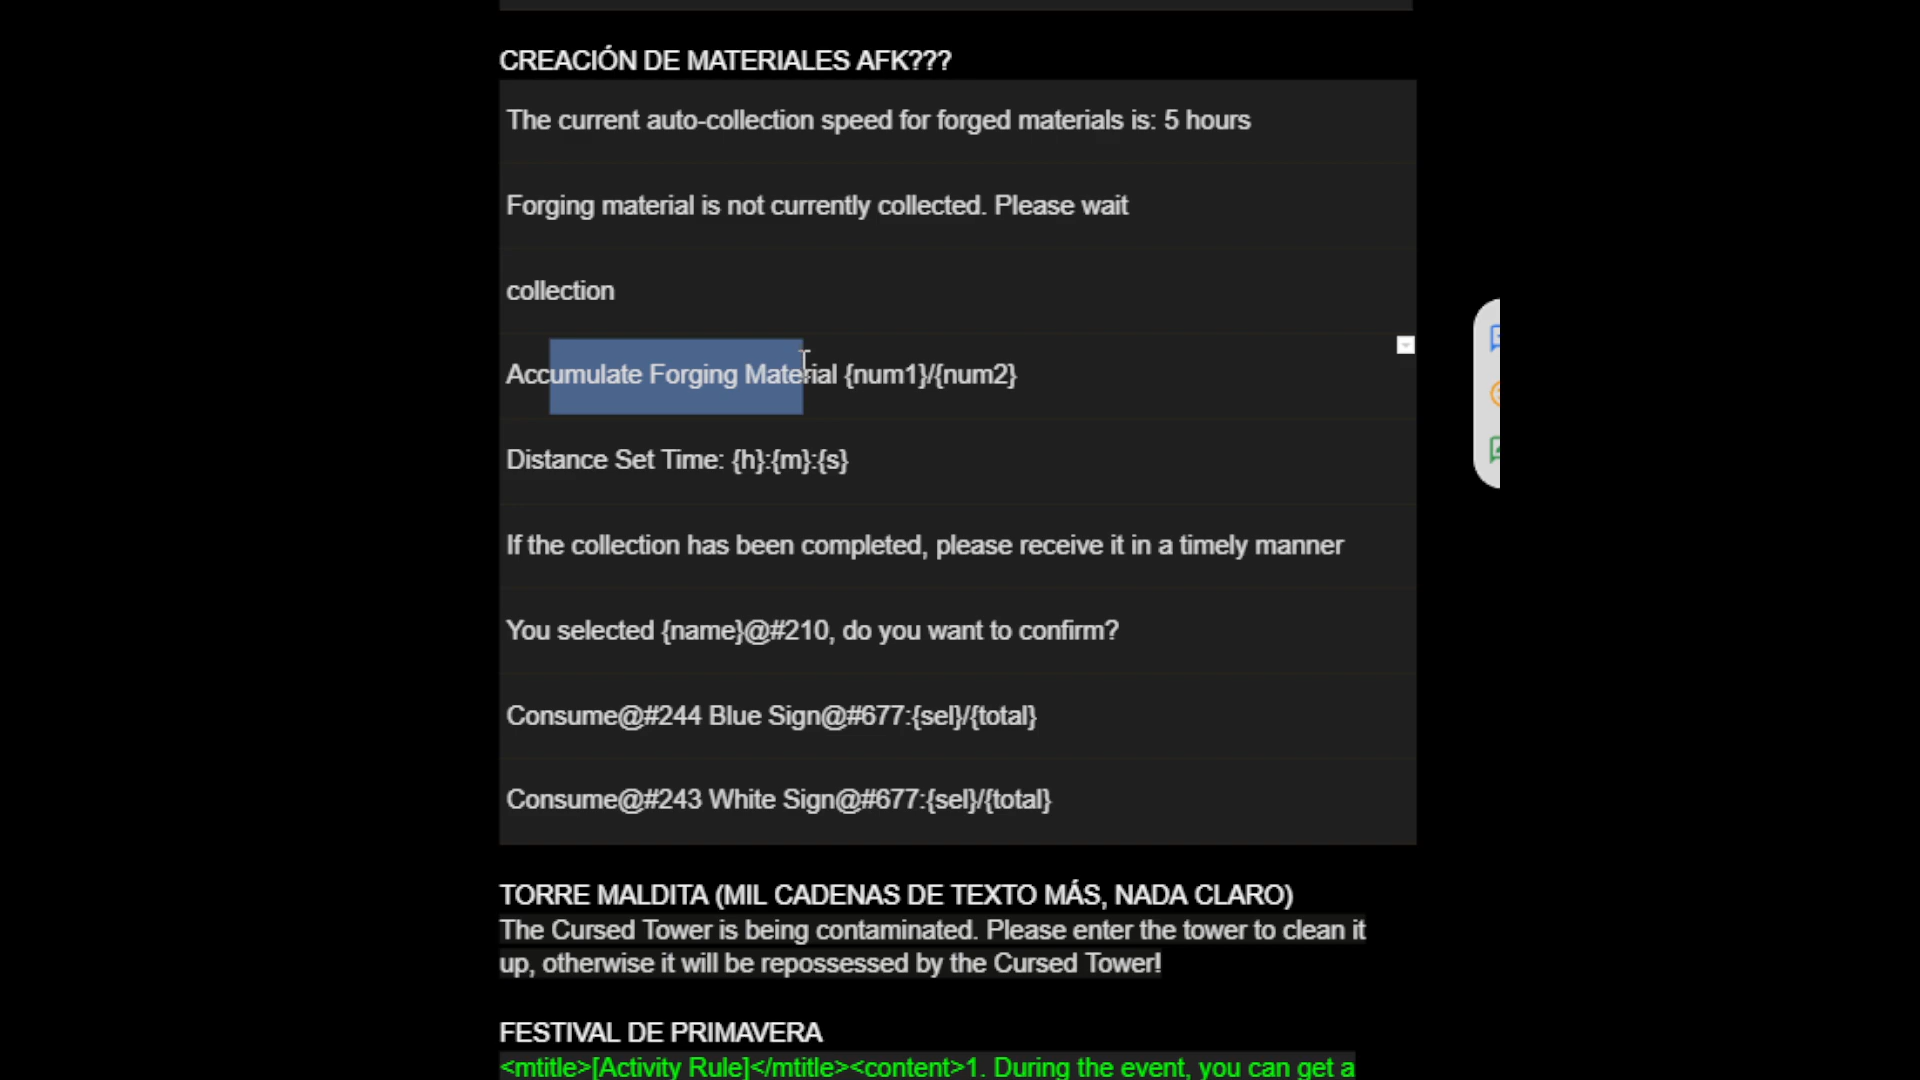 CREACIÓN DE MATERIALES AFK???
The current auto-collection speed for forged materials is: 5 hours
Forging material is not currently collected. Please wait
collection
Accumulate Forging Material {num1}/{num2}
Distance Set Time: {h}:{m}:{s}
If the collection has been completed, please receive it in a timely manner
You selected {name}@#210, do you want to confirm?
Consume@#244 Blue Sign@#677:{sel}/{total}
Consume@#243 White Sign@#677:{sel}/{total}
TORRE MALDITA (MIL CADENAS DE TEXTO MÁS, NADA CLARO)
The Cursed Tower is being contaminated. Please enter the tower to clean it
up, otherwise it will be repossessed by the Cursed Tower!
FESTIVAL DE PRIMAVERA
<mtitle>[Activity Rule]</mtitle><content>1. During the event, you can get a